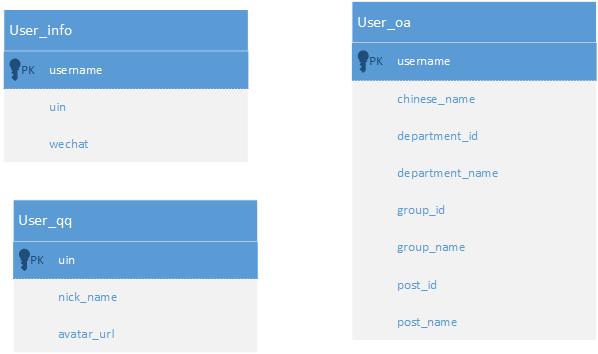 User_info
PK username
uin
wechat
User_qq
PK uin
nick_name
avatar_url
User_oa
PK username
chinese_name
department_id
department_name
group_id
group_name
post_id
post_name